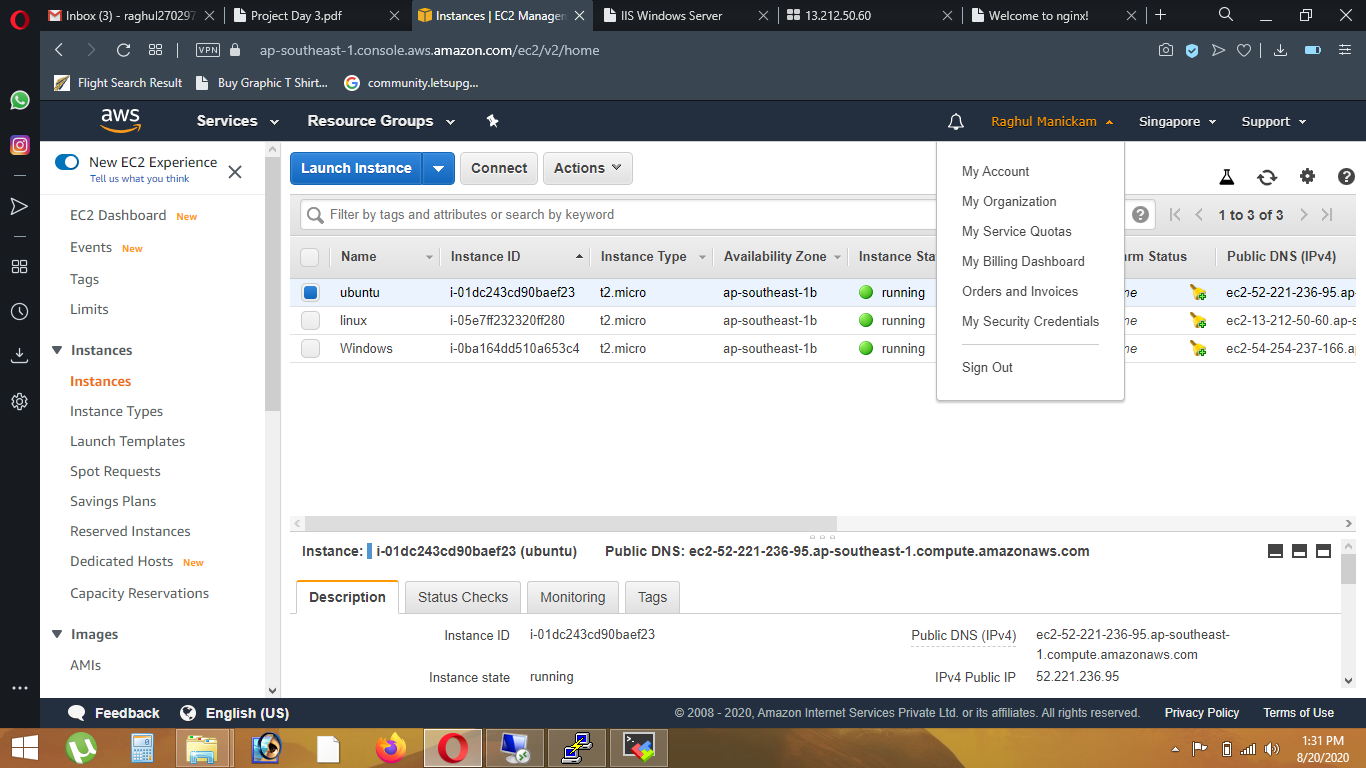 Inbox (3) - raghul270297
Project Day 3.pdf
Instances | EC2 Manager
IIS Windows Server
13.212.50.60
Welcome to nginx!
VPN
ap-southeast-1.console.aws.amazon.com/ec2/v2/home
Flight Search Result
Buy Graphic T Shirt...
community.letsupg...
aws
Services
Resource Groups
Raghul Manickam
Singapore
Support
New EC2 Experience
Tell us what you think
EC2 Dashboard New
Events New
Tags
Limits
Instances
Instances
Instance Types
Launch Templates
Spot Requests
Savings Plans
Reserved Instances
Dedicated Hosts New
Capacity Reservations
Images
AMIs
Launch Instance
Connect
Actions
My Account
My Organization
My Service Quotas
My Billing Dashboard
Orders and Invoices
My Security Credentials
Sign Out
Filter by tags and attributes or search by keyword
1 to 3 of 3
Name Instance ID Instance Type Availability Zone Instance Sta rm Status Public DNS (IPv4)
ubuntu i-01dc243cd90baef23 t2.micro ap-southeast-1b running ne ec2-52-221-236-95.ap-
linux i-05e7ff232320ff280 t2.micro ap-southeast-1b running ne ec2-13-212-50-60.ap-s
Windows i-0ba164dd510a653c4 t2.micro ap-southeast-1b running ne ec2-54-254-237-166.a
Instance: i-01dc243cd90baef23 (ubuntu) Public DNS: ec2-52-221-236-95.ap-southeast-1.compute.amazonaws.com
Description
Status Checks
Monitoring
Tags
Instance ID i-01dc243cd90baef23
Public DNS (IPv4) ec2-52-221-236-95.ap-southeast-
1.compute.amazonaws.com
Instance state running
IPv4 Public IP 52.221.236.95
Feedback
English (US)
© 2008 - 2020, Amazon Internet Services Private Ltd. or its affiliates. All rights reserved.
Privacy Policy
Terms of Use
1:31 PM
8/20/2020